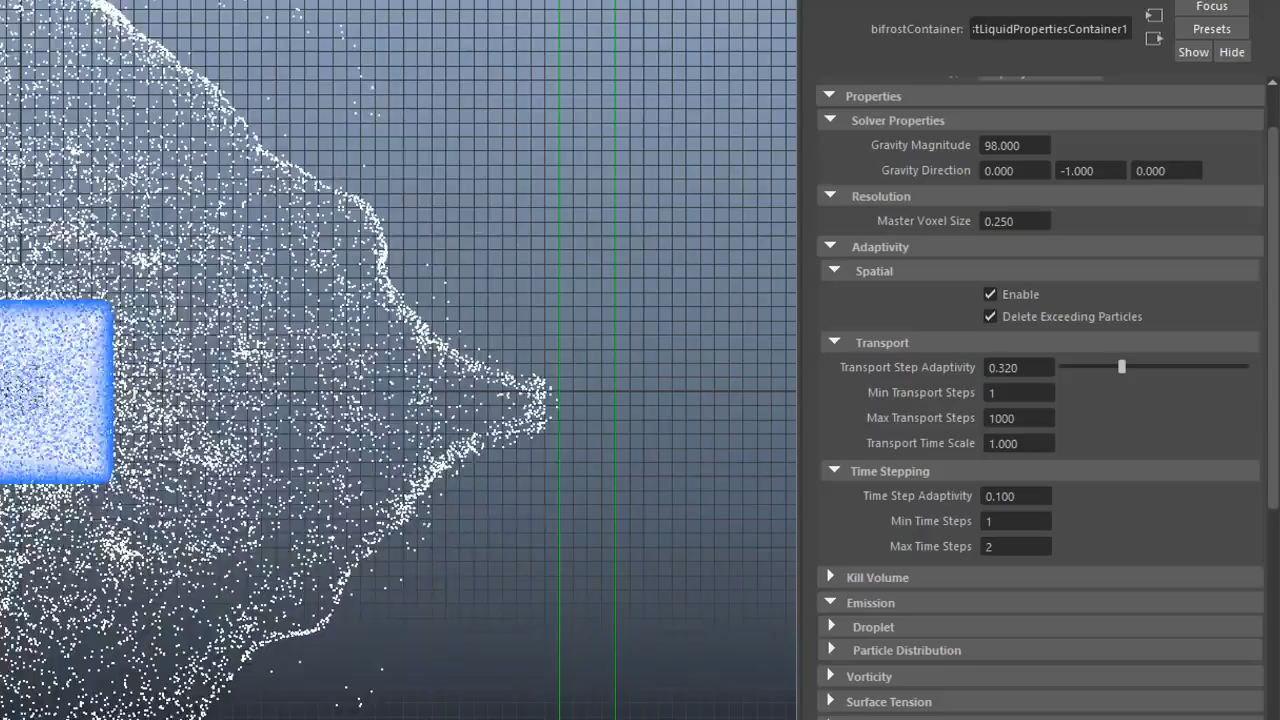 Focus
bifrostContainer: :tLiquidPropertiesContainer1
Presets
Show Hide
Properties
Solver Properties
Gravity Magnitude 98.000
Gravity Direction 0.000 -1.000 0.000
Resolution
Master Voxel Size 0.250
Adaptivity
Spatial
Enable
Delete Exceeding Particles
Transport
Transport Step Adaptivity 0.320
Min Transport Steps 1
Max Transport Steps 1000
Transport Time Scale 1.000
Time Stepping
Time Step Adaptivity 0.100
Min Time Steps 1
Max Time Steps 2
Kill Volume
Emission
Droplet
Particle Distribution
Vorticity
Surface Tension